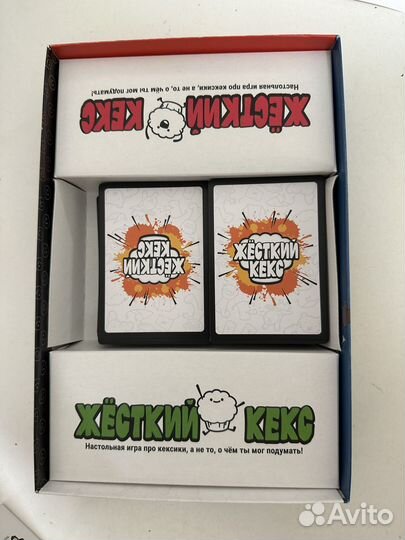 ЖЁСТКИЙ КЕКС
Настольная игра про кексики, а не то, о чём ты мог подумать!
ЖЁСТКИЙ
КЕКС
ЖЁСТКИЙ
КЕКС
ЖЁСТКИЙ КЕКС
Настольная игра про кексики, а не то, о чём ты мог подумать!
Avito